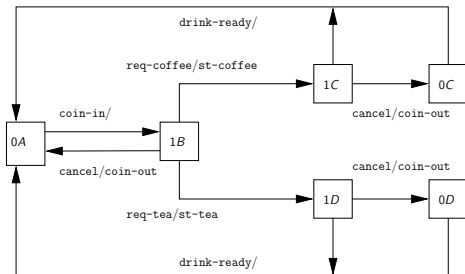 drink-ready/
req-coffee/st-coffee
1C
0C
coin-in/
cancel/coin-out
0A
1B
cancel/coin-out
cancel/coin-out
1D
0D
req-tea/st-tea
drink-ready/